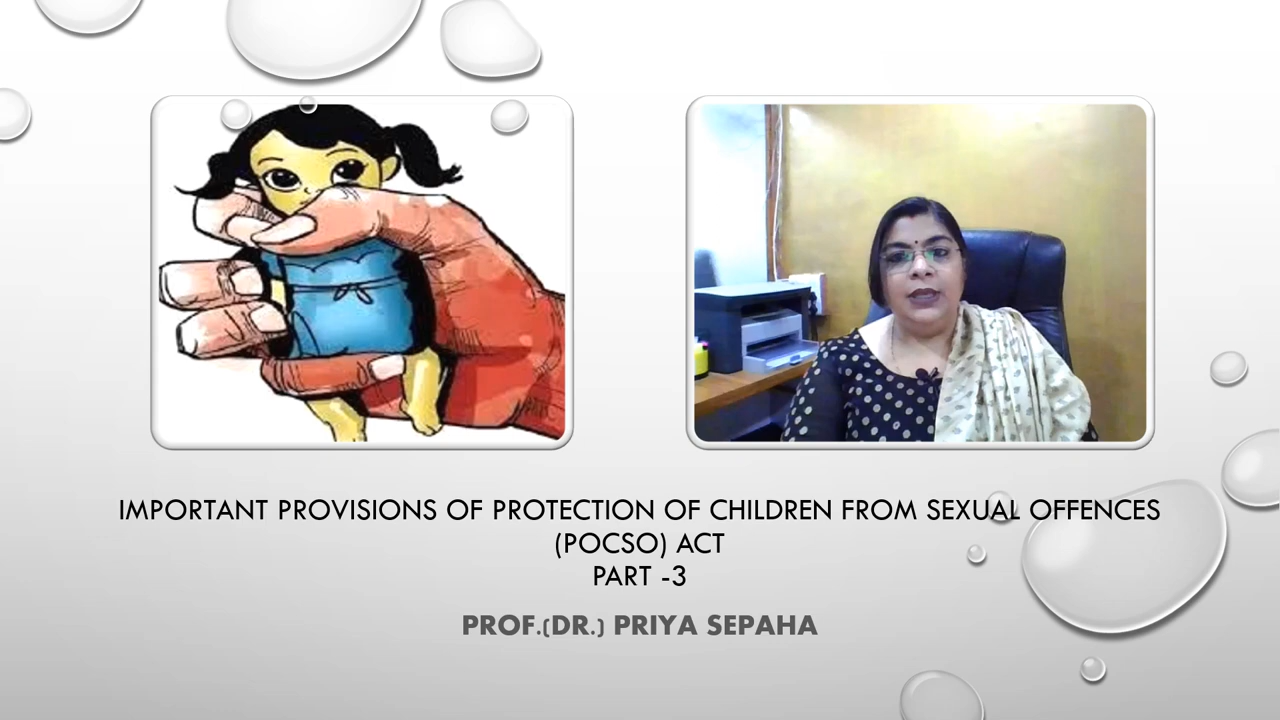 IMPORTANT PROVISIONS OF PROTECTION OF CHILDREN FROM SEXUAL OFFENCES
(POCSO) ACT
PART -3
PROF.(DR.) PRIYA SEPAHA